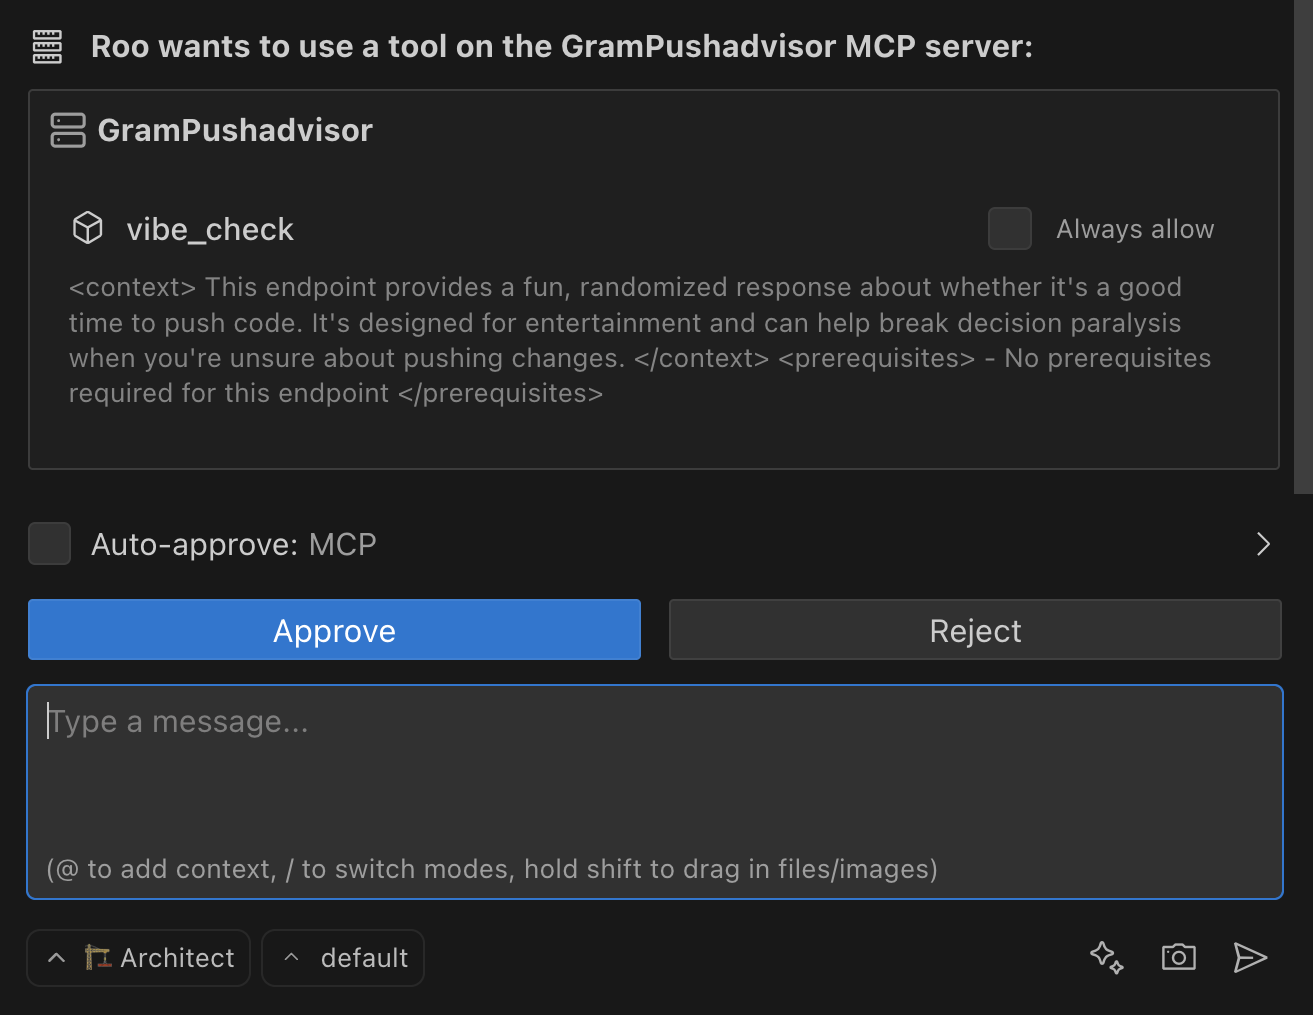 Roo wants to use a tool on the GramPushadvisor MCP server:
GramPushadvisor
vibe_check
Always allow
<context> This endpoint provides a fun, randomized response about whether it's a good
time to push code. It's designed for entertainment and can help break decision paralysis
when you're unsure about pushing changes. </context> <prerequisites> - No prerequisites
required for this endpoint </prerequisites>
Auto-approve: MCP
Approve
Reject
Type a message...
(@ to add context, / to switch modes, hold shift to drag in files/images)
Architect
default